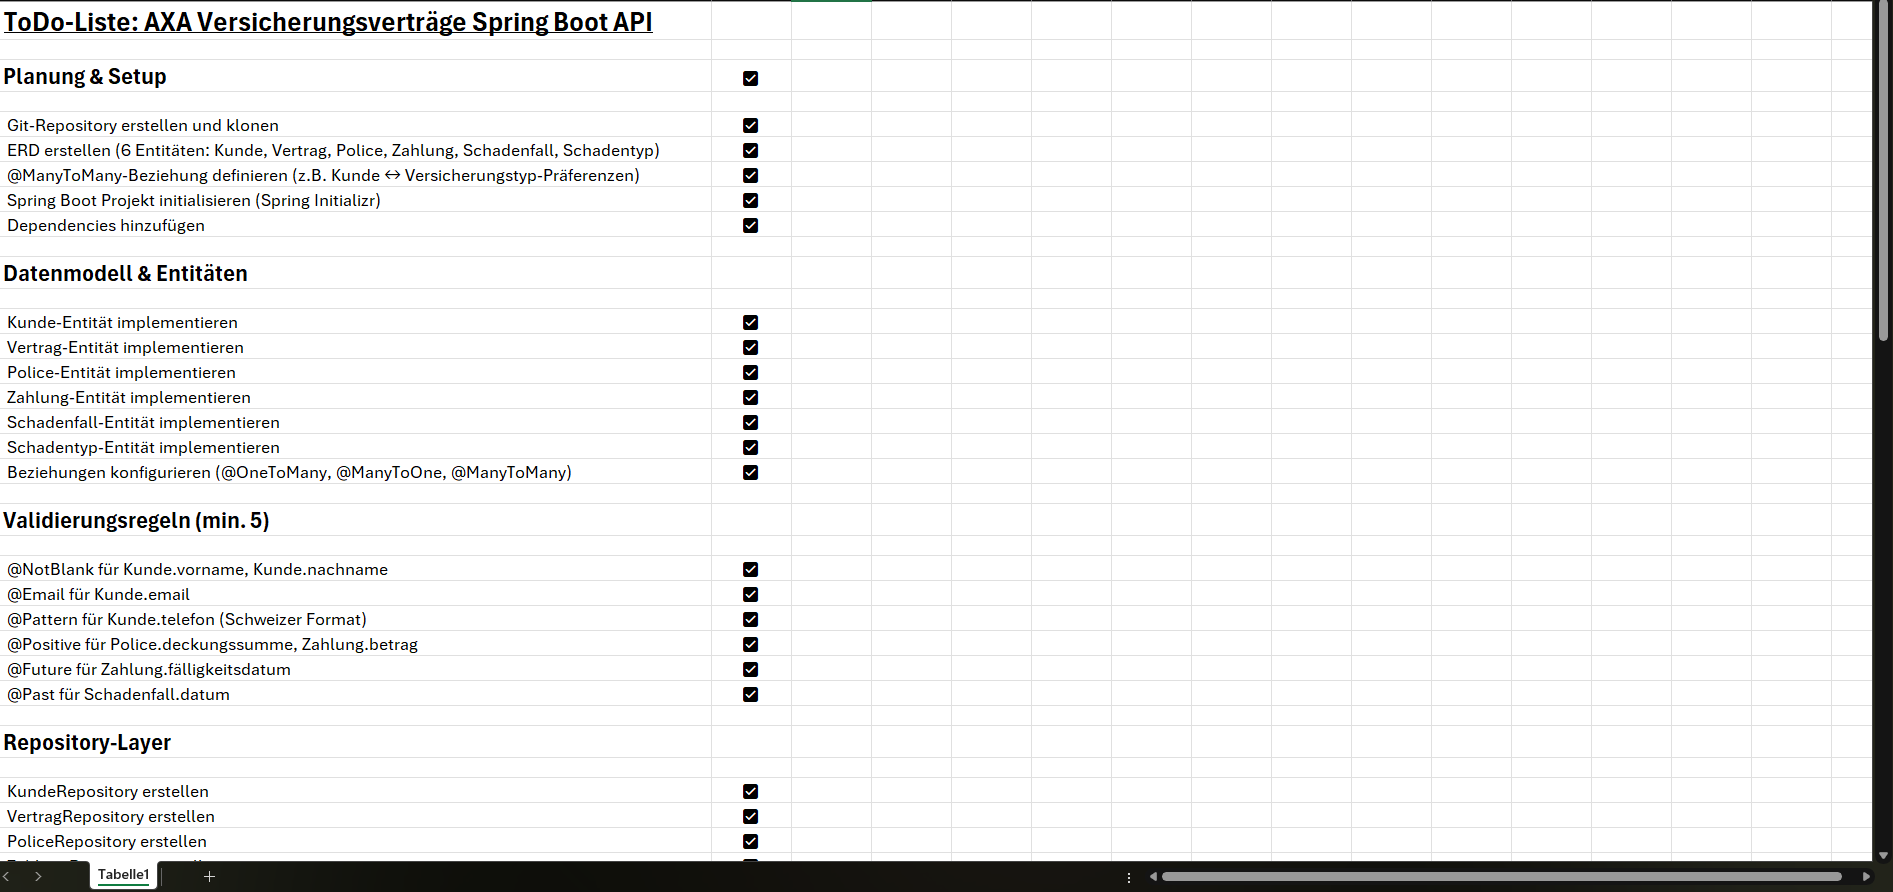 ToDo-Liste: AXA Versicherungsverträge Spring Boot API
Planung & Setup
Git-Repository erstellen und klonen
ERD erstellen (6 Entitäten: Kunde, Vertrag, Police, Zahlung, Schadenfall, Schadentyp)
@ManyToMany-Beziehung definieren (z.B. Kunde ↔ Versicherungstyp-Präferenzen)
Spring Boot Projekt initialisieren (Spring Initializr)
Dependencies hinzufügen
Datenmodell & Entitäten
Kunde-Entität implementieren
Vertrag-Entität implementieren
Police-Entität implementieren
Zahlung-Entität implementieren
Schadenfall-Entität implementieren
Schadentyp-Entität implementieren
Beziehungen konfigurieren (@OneToMany, @ManyToOne, @ManyToMany)
Validierungsregeln (min. 5)
@NotBlank für Kunde.vorname, Kunde.nachname
@Email für Kunde.email
@Pattern für Kunde.telefon (Schweizer Format)
@Positive für Police.deckungssumme, Zahlung.betrag
@Future für Zahlung.fälligkeitsdatum
@Past für Schadenfall.datum
Repository-Layer
KundeRepository erstellen
VertragRepository erstellen
PoliceRepository erstellen
Tabelle1